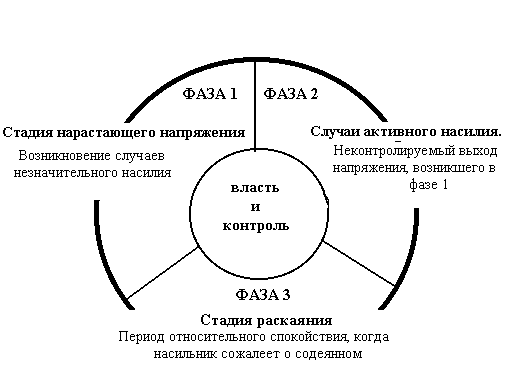 ФАЗА 1
ФАЗА 2
Стадия нарастающего напряжения
Возникновение случаев
незначительного насилия
Случаи активного насилия.
Неконтролируемый выход
напряжения, возникшего в
фазе 1
власть
и
контроль
ФАЗА 3
Стадия раскаяния
Период относительного спокойствия, когда
насильник сожалеет о содеянном